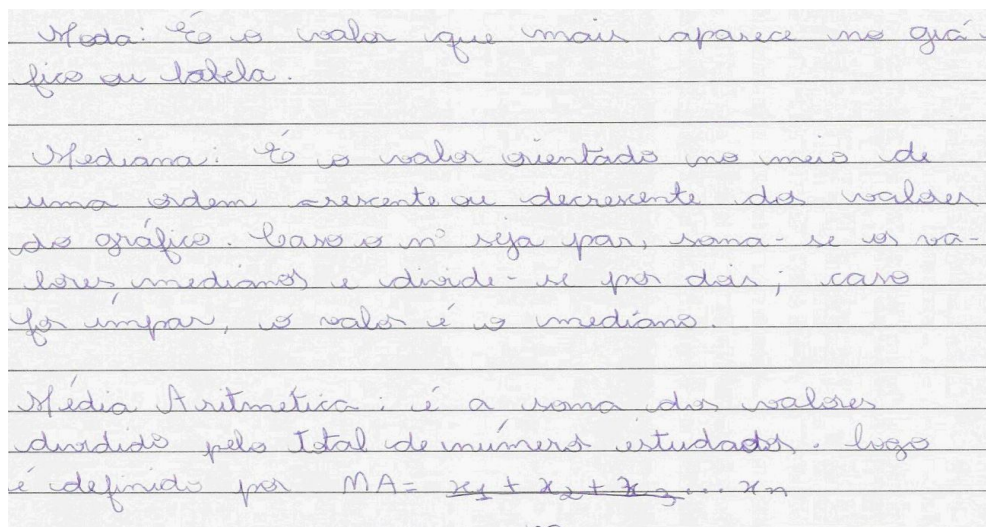 Moda: É o valor que mais aparece no grá-
fico ou tabela.
Mediana: É o valor orientado no meio de
uma ordem crescente ou decrescente dos valores
do gráfico. Caso o nº seja par, soma-se os va-
lores medianos e divide-se por dois; caso
for ímpar, o valor é o mediano.
Média Aritmética: é a soma dos valores
dividido pelo total de números estudados. Logo
é definido por MA= x1 + x2 + x3 ... xn